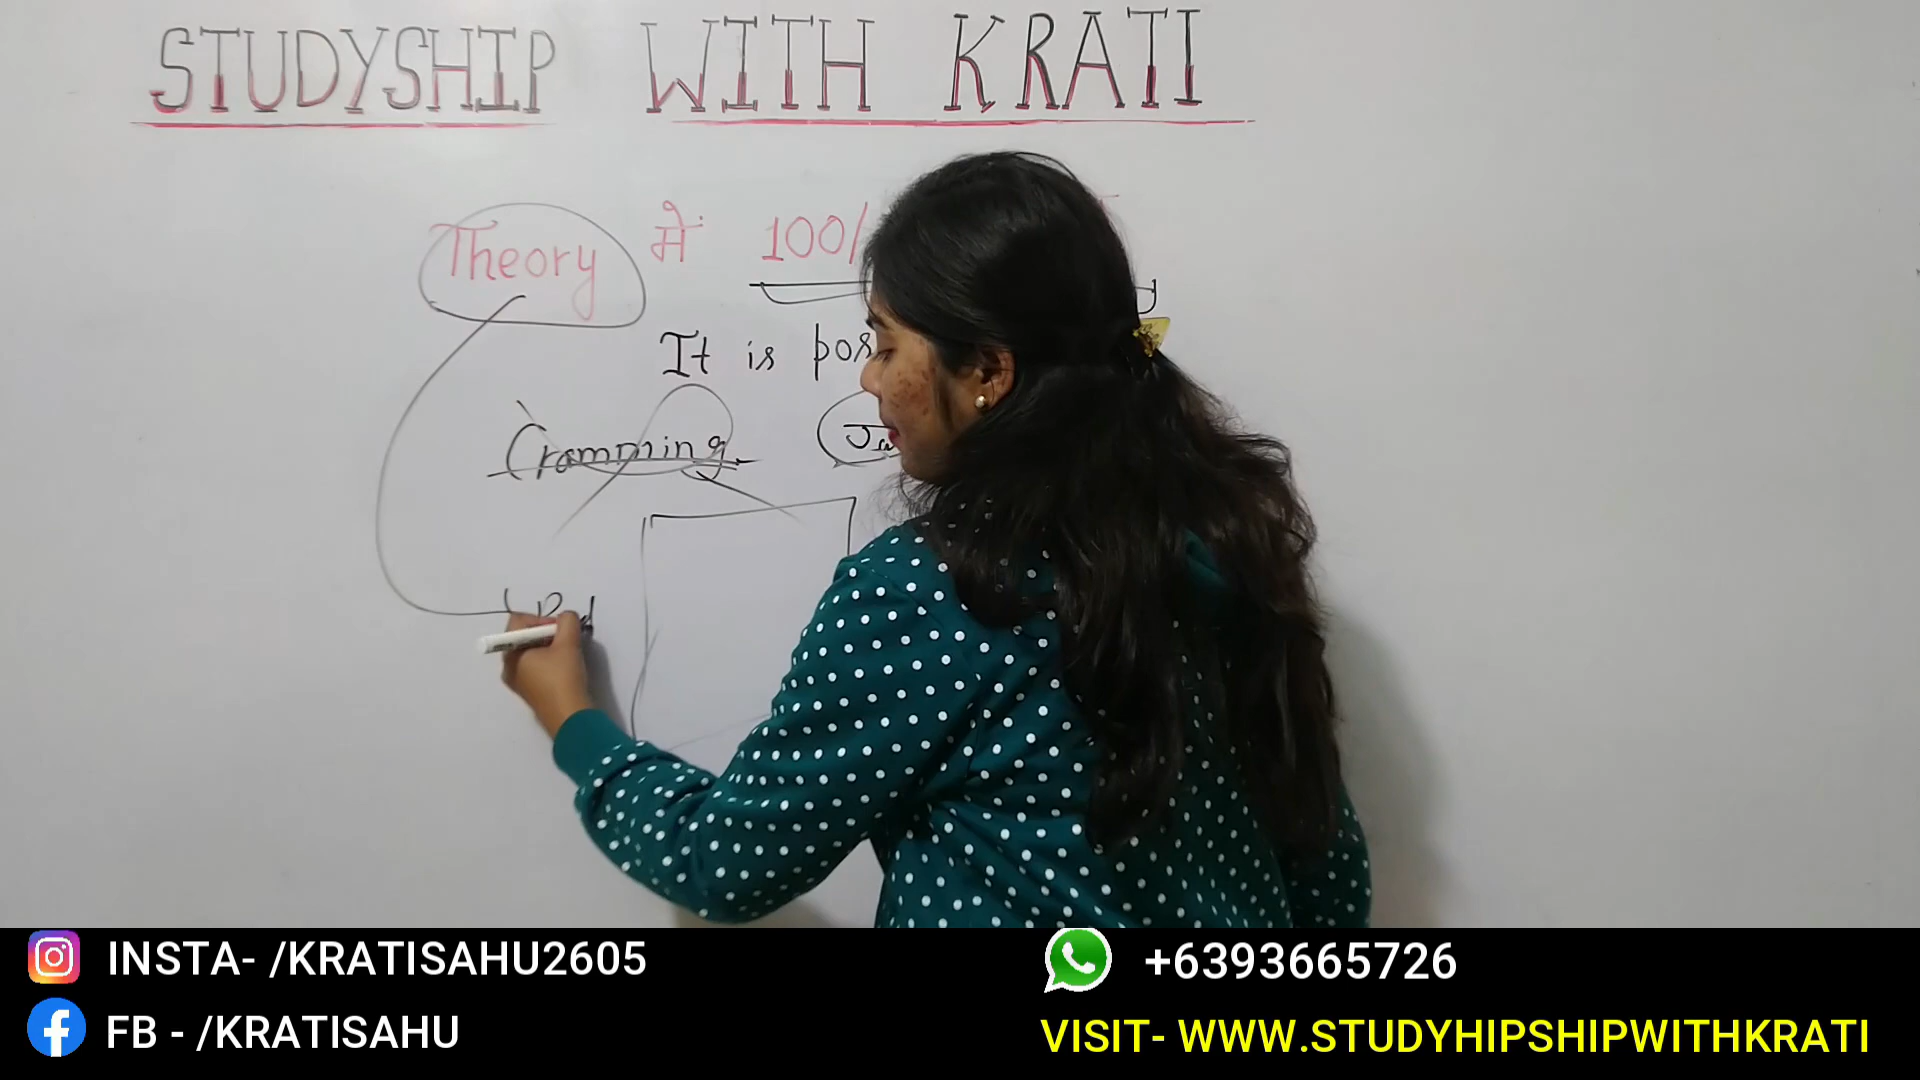 STUDYSHIP WITH KRATI
Theory में 100/
It is pos
Cramming
INSTA- /KRATISAHU2605
+6393665726
FB - /KRATISAHU
VISIT- WWW.STUDYHIPSHIPWITHKRATI